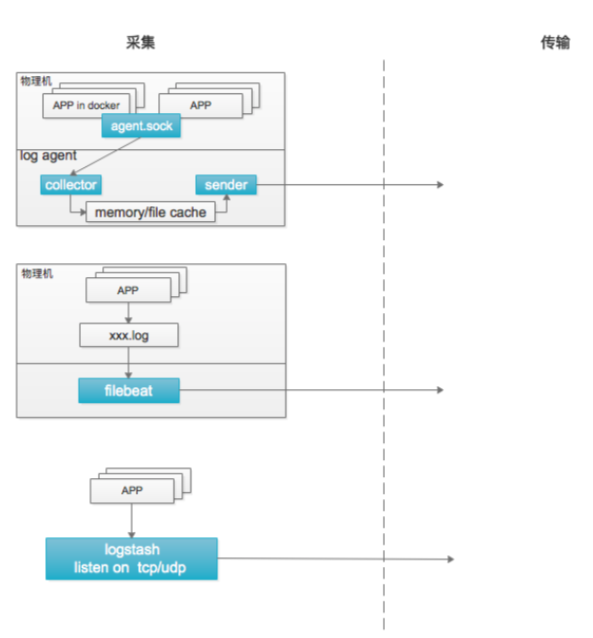 采集
传输
物理机
APP in docker
APP
agent.sock
log agent
collector
sender
memory/file cache
物理机
APP
xxx.log
filebeat
APP
logstash
listen on tcp/udp